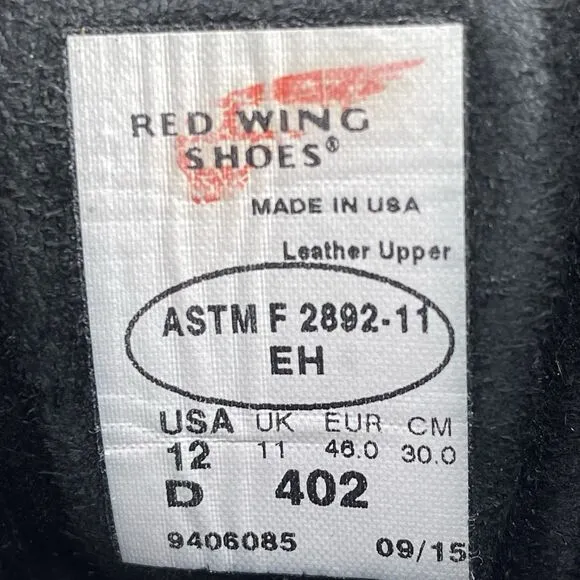 RED WING
SHOES®
MADE IN USA
Leather Upper
ASTM F 2892-11
EH
USA UK EUR CM
12 11 46.0 30.0
D 402
9406085 09/15